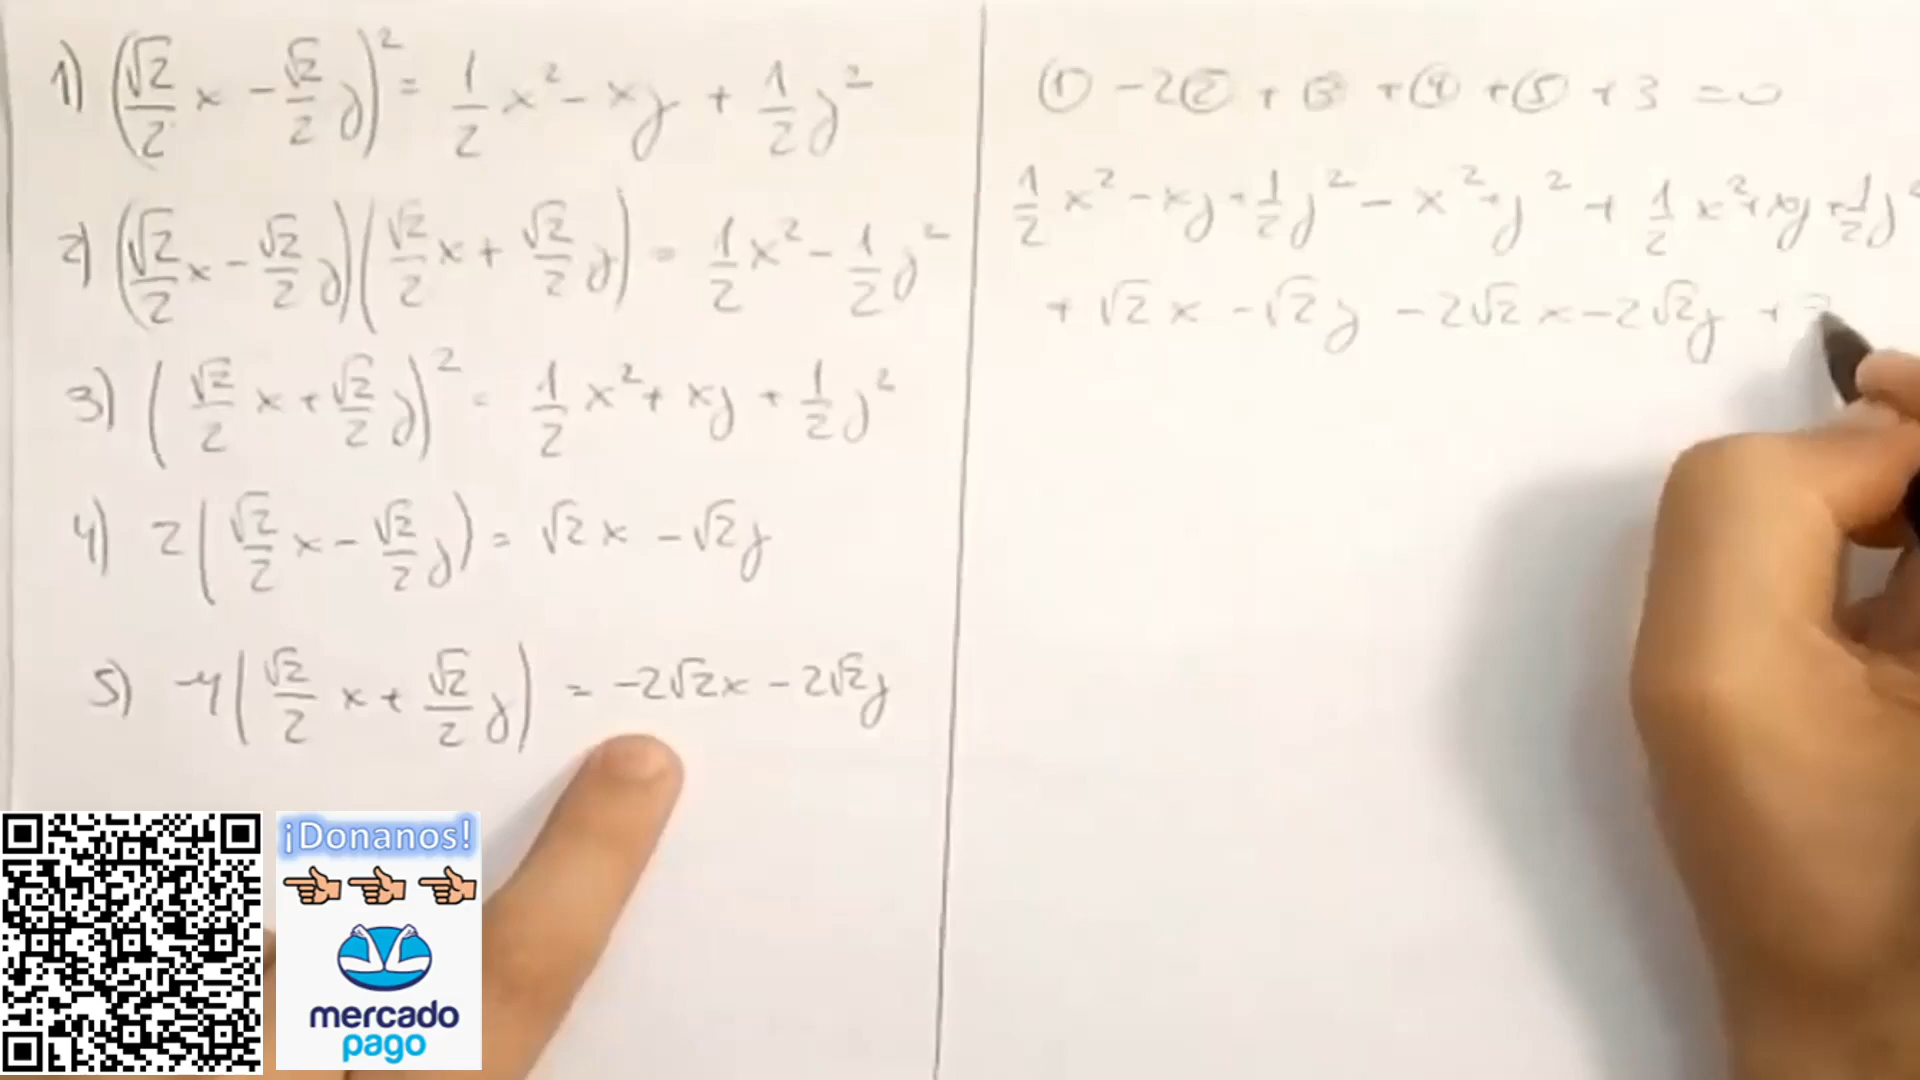 1) (√2/2 x - √2/2 y)² = 1/2 x² - xy + 1/2 y²
2) (√2/2 x - √2/2 y)(√2/2 x + √2/2 y) = 1/2 x² - 1/2 y²
3) (√2/2 x + √2/2 y)² = 1/2 x² + xy + 1/2 y²
4) 2(√2/2 x - √2/2 y) = √2 x - √2 y
5) -4(√2/2 x + √2/2 y) = -2√2 x - 2√2 y
① - 2② + ③ + ④ + ⑤ + 3 = 0
1/2 x² - xy + 1/2 y² - x² + y² + 1/2 x² + xy + 1/2 y²
+ √2 x - √2 y - 2√2 x - 2√2 y +
¡Donanos!
mercado
pago